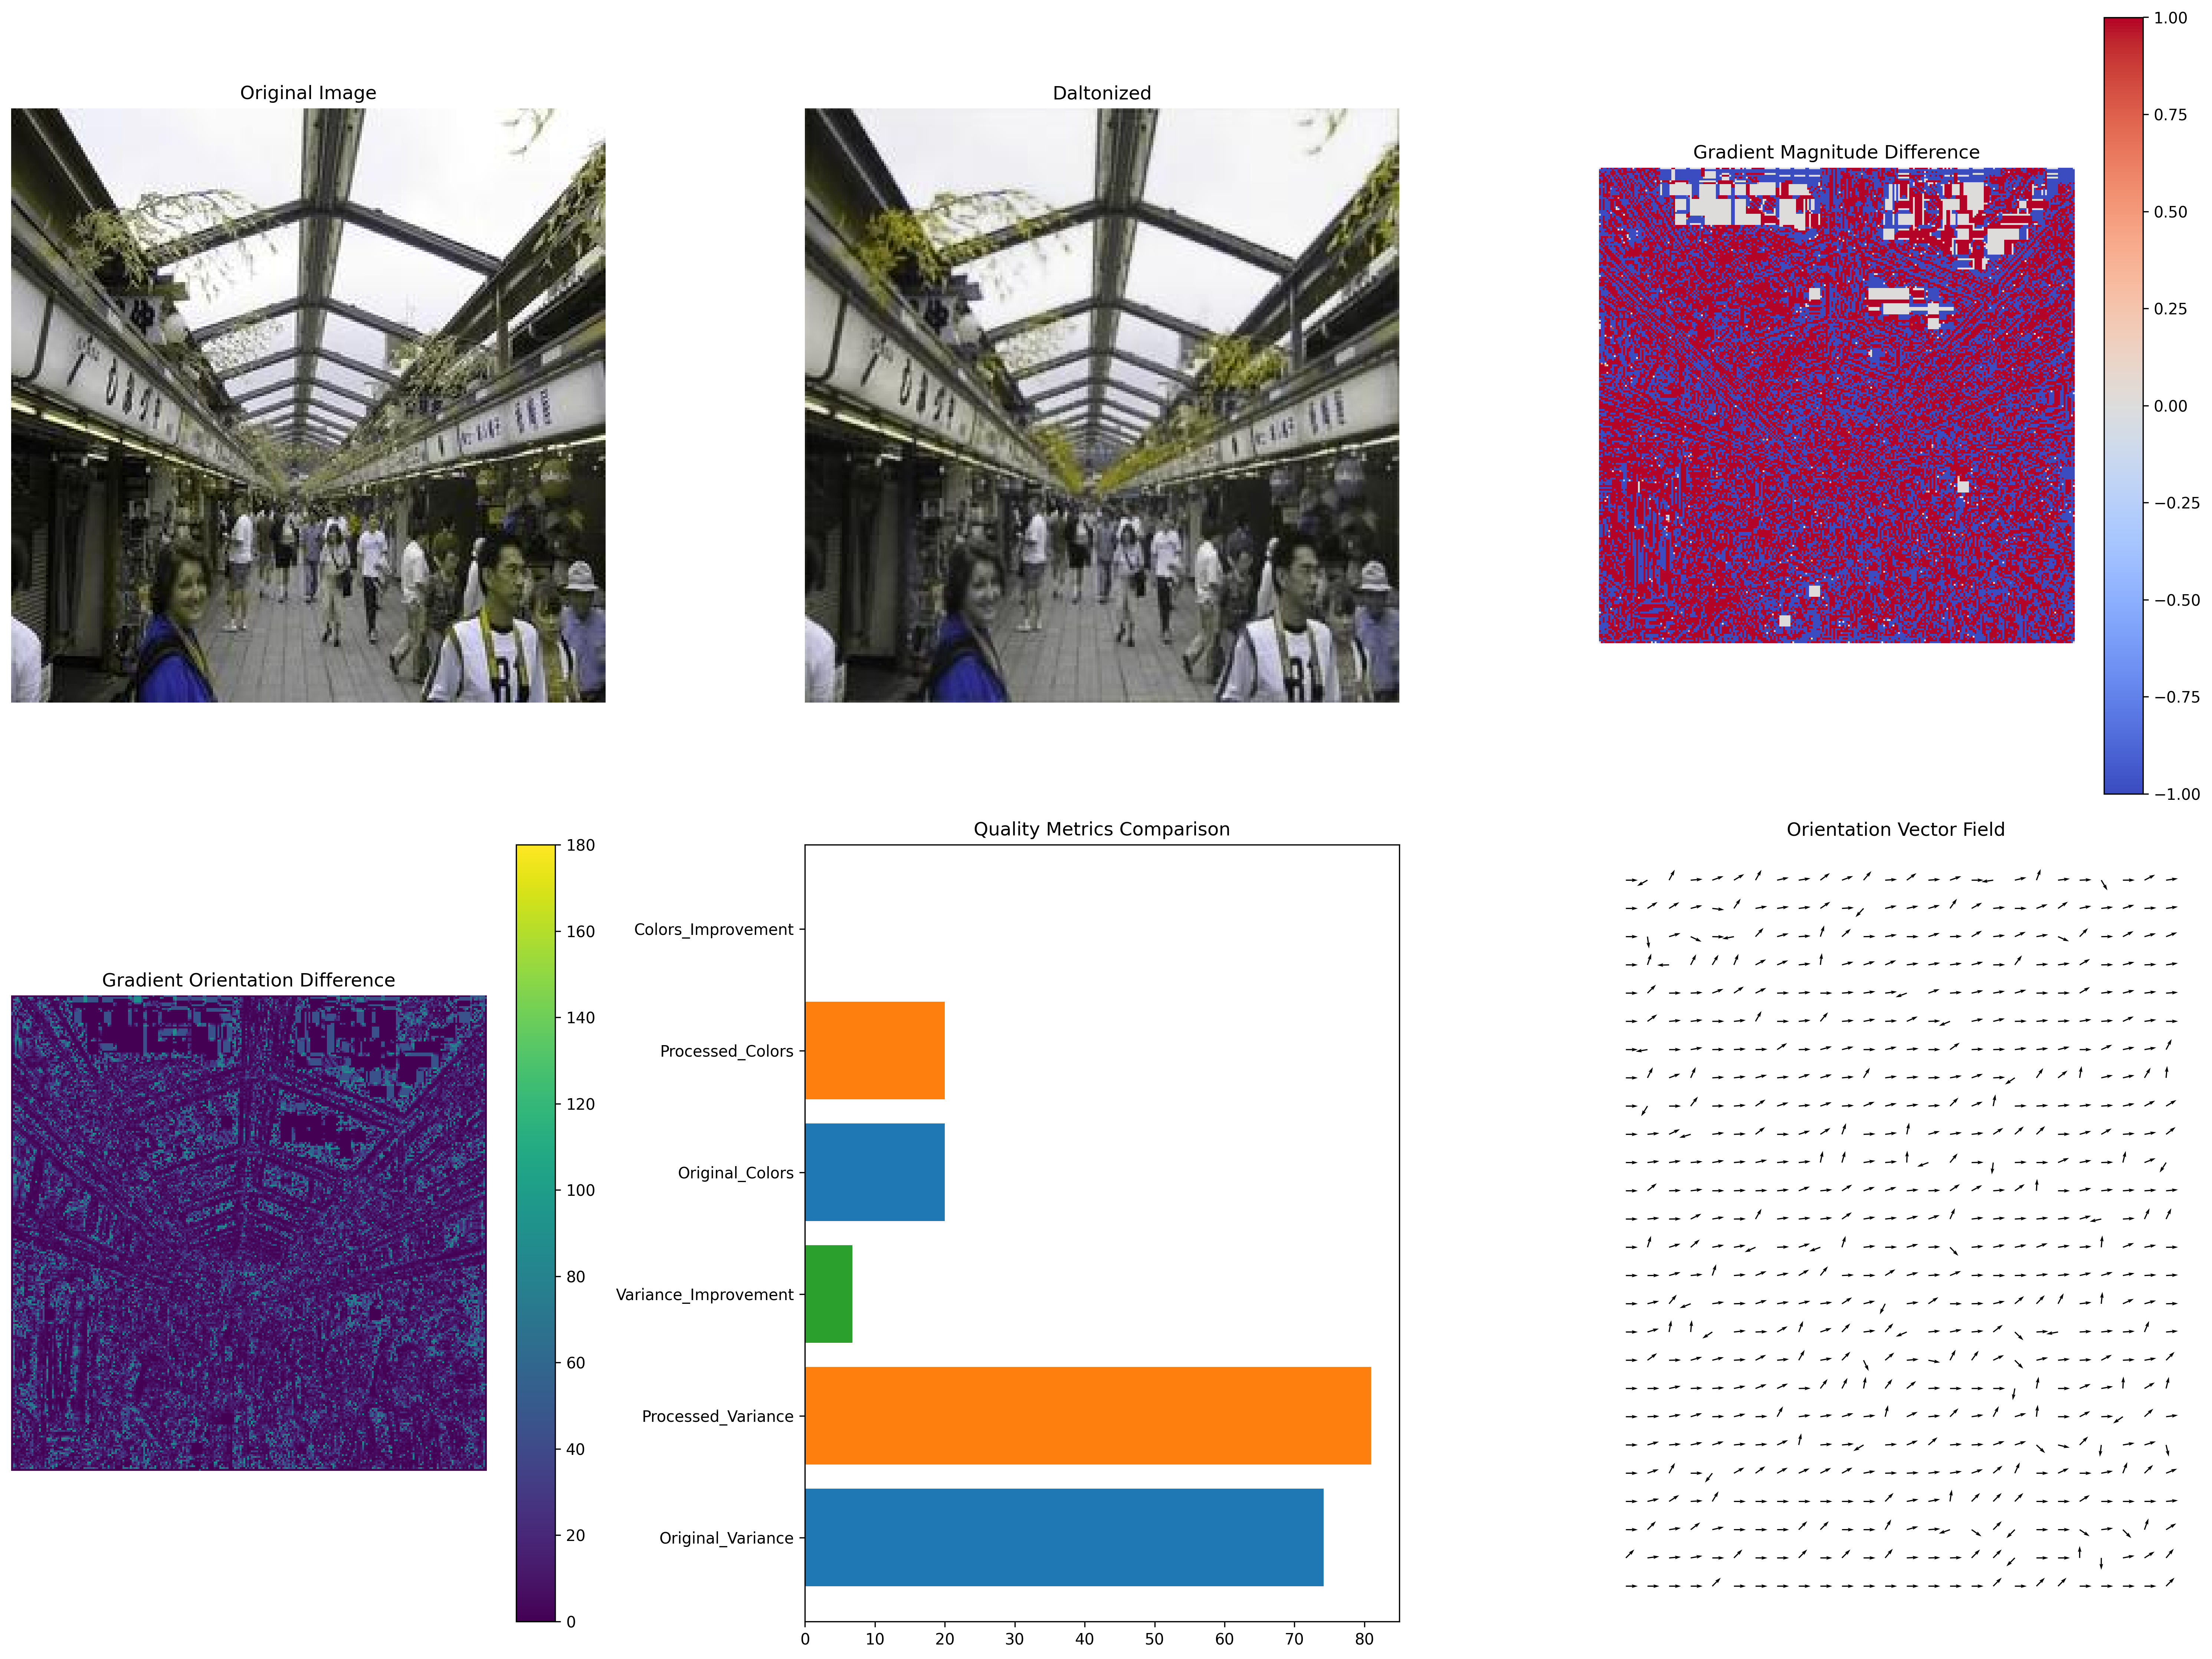 Original Image
Daltonized
Gradient Magnitude Difference
1.00
0.75
0.50
0.25
0.00
−0.25
−0.50
−0.75
−1.00
Gradient Orientation Difference
180
160
140
120
100
80
60
40
20
0
Quality Metrics Comparison
Colors_Improvement
Processed_Colors
Original_Colors
Variance_Improvement
Processed_Variance
Original_Variance
0 10 20 30 40 50 60 70 80
Orientation Vector Field